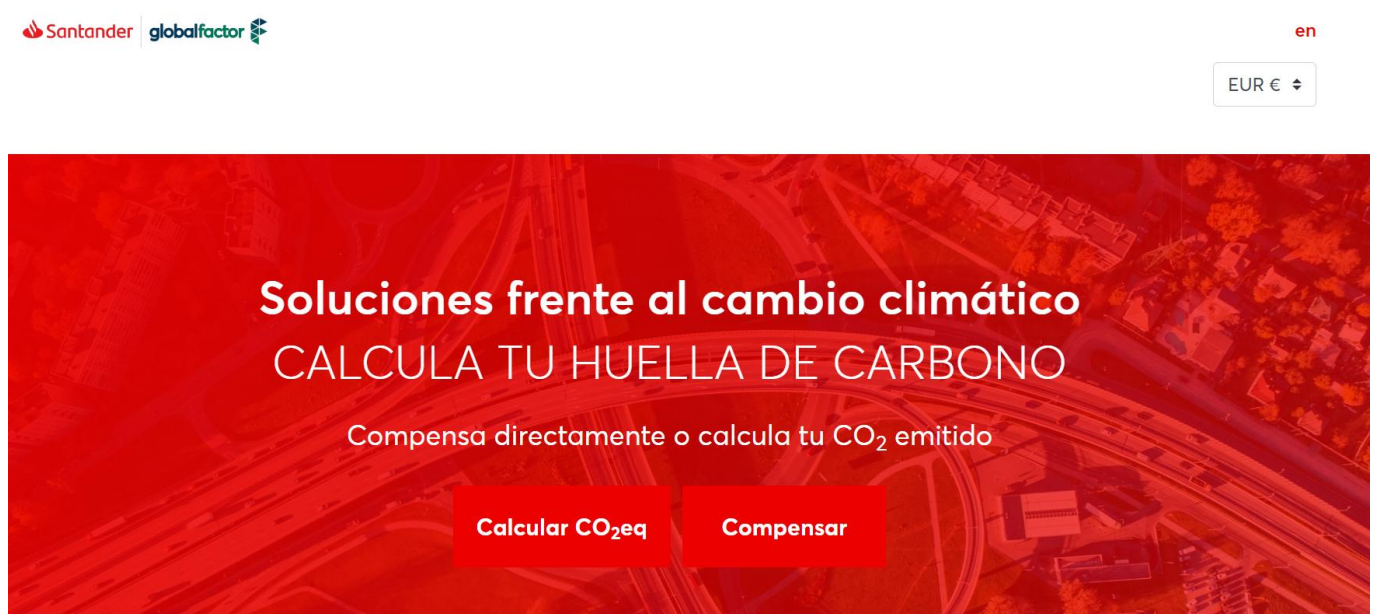 Santander globalfactor
en
EUR €
Soluciones frente al cambio climático
CALCULA TU HUELLA DE CARBONO
Compensa directamente o calcula tu CO₂ emitido
Calcular CO₂eq Compensar